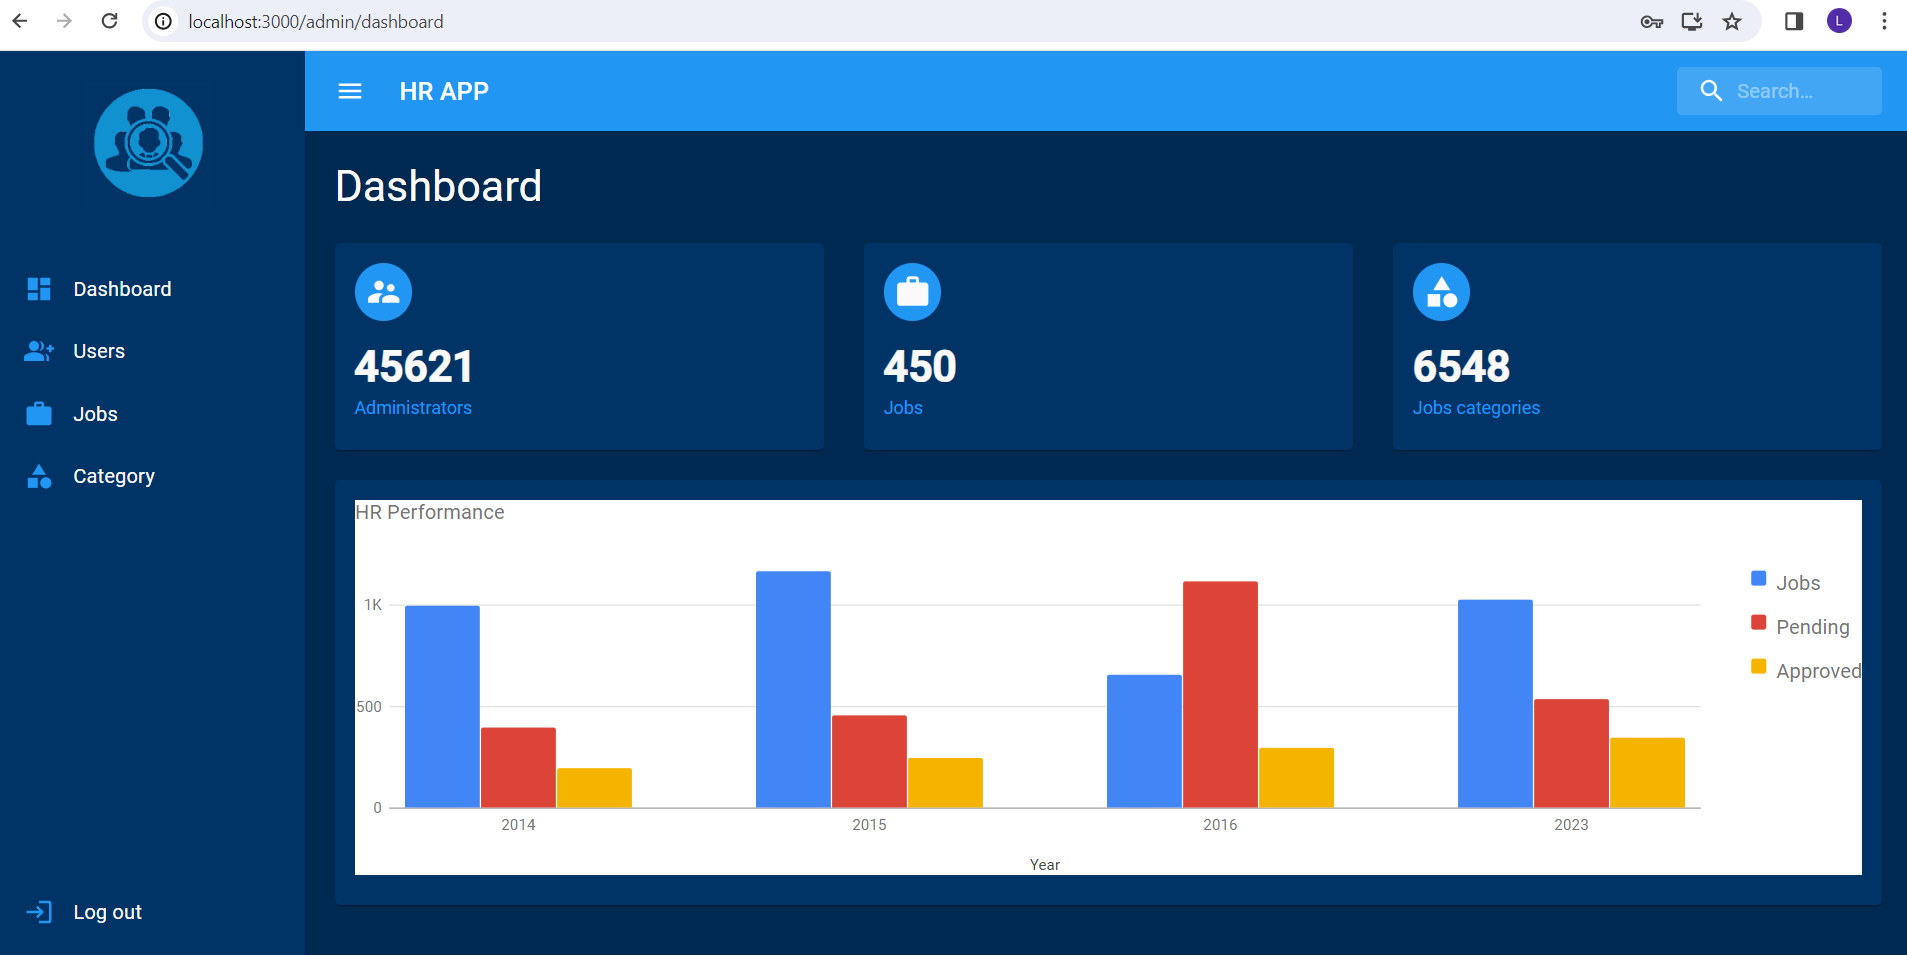 localhost:3000/admin/dashboard
L
HR APP
Search...
Dashboard
Users
Jobs
Category
Log out
Dashboard
45621
Administrators
450
Jobs
6548
Jobs categories
HR Performance
1K
500
0
2014
2015
2016
2023
Year
Jobs
Pending
Approved